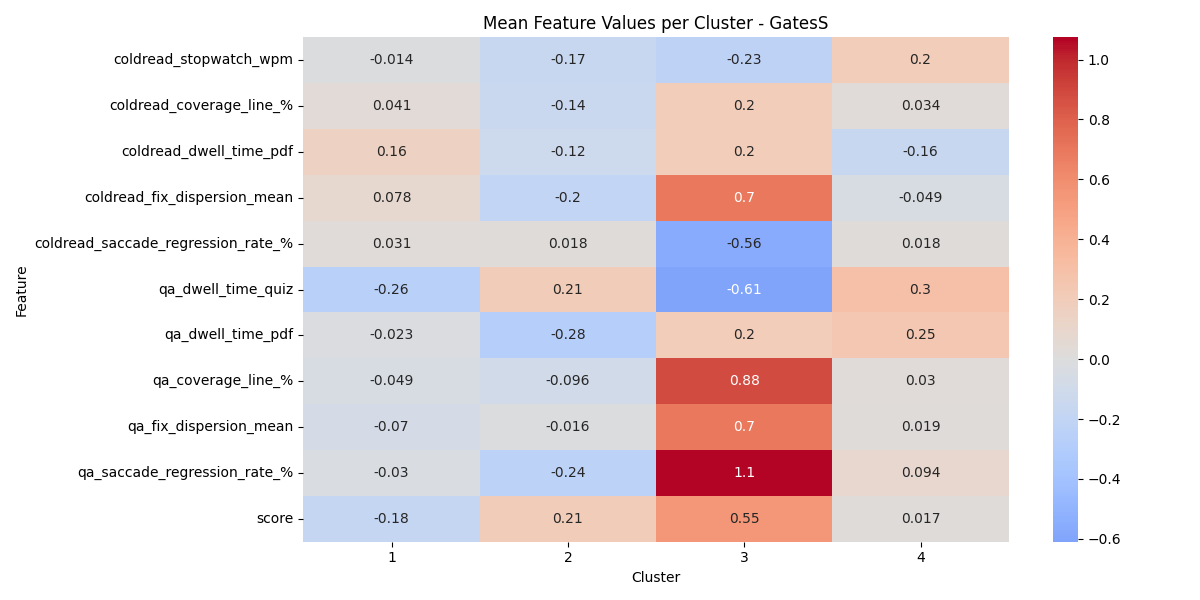 Mean Feature Values per Cluster - GatesS
coldread_stopwatch_wpm -0.014 -0.17 -0.23 0.2
coldread_coverage_line_% 0.041 -0.14 0.2 0.034
coldread_dwell_time_pdf 0.16 -0.12 0.2 -0.16
coldread_fix_dispersion_mean 0.078 -0.2 0.7 -0.049
coldread_saccade_regression_rate_% 0.031 0.018 -0.56 0.018
qa_dwell_time_quiz -0.26 0.21 -0.61 0.3
qa_dwell_time_pdf -0.023 -0.28 0.2 0.25
qa_coverage_line_% -0.049 -0.096 0.88 0.03
qa_fix_dispersion_mean -0.07 -0.016 0.7 0.019
qa_saccade_regression_rate_% -0.03 -0.24 1.1 0.094
score -0.18 0.21 0.55 0.017
1 2 3 4
Cluster
Feature
1.0
0.8
0.6
0.4
0.2
0.0
−0.2
−0.4
−0.6